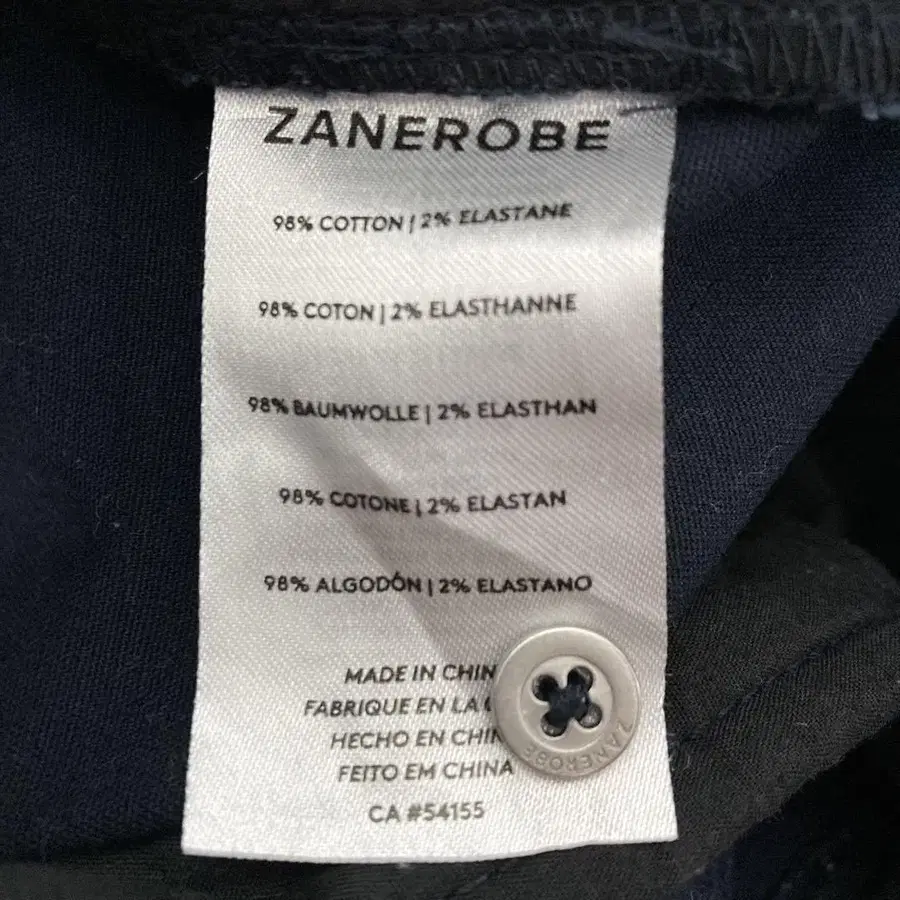 ZANEROBE
98% COTTON | 2% ELASTANE
98% COTON | 2% ELASTHANNE
98% BAUMWOLLE | 2% ELASTHAN
98% COTONE | 2% ELASTAN
98% ALGODÓN | 2% ELASTANO
MADE IN CHIN
FABRIQUE EN LA
HECHO EN CHIN
FEITO EM CHINA
CA #54155
ZANEROBE